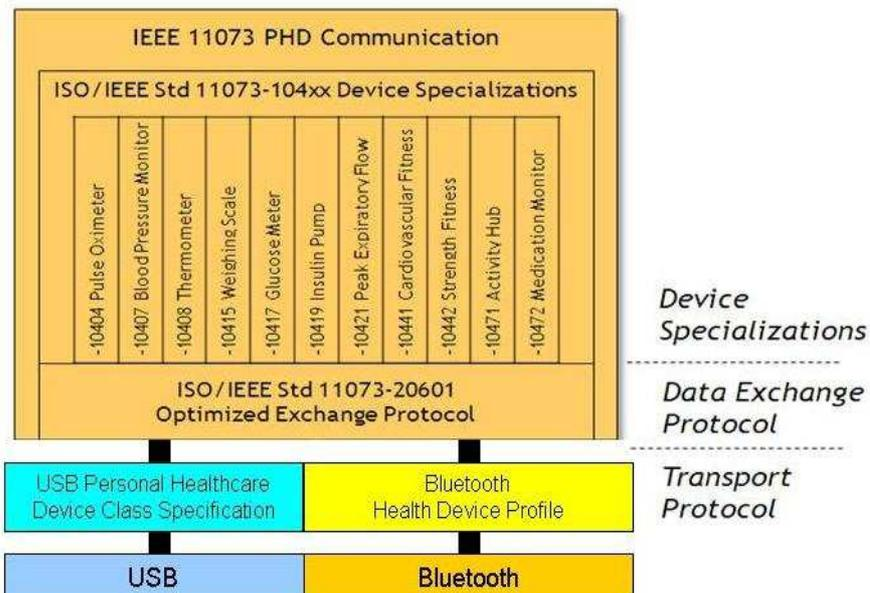 IEEE 11073 PHD Communication
ISO/IEEE Std 11073-104xx Device Specializations
-10404 Pulse Oximeter
-10407 Blood Pressure Monitor
-10408 Thermometer
-10415 Weighing Scale
-10417 Glucose Meter
-10419 Insulin Pump
-10421 Peak Expiratory Flow
-10441 Cardiovascular Fitness
-10442 Strength Fitness
-10471 Activity Hub
-10472 Medication Monitor
Device
Specializations
ISO/IEEE Std 11073-20601
Optimized Exchange Protocol
Data Exchange
Protocol
USB Personal Healthcare
Device Class Specification
Bluetooth
Health Device Profile
Transport
Protocol
USB
Bluetooth